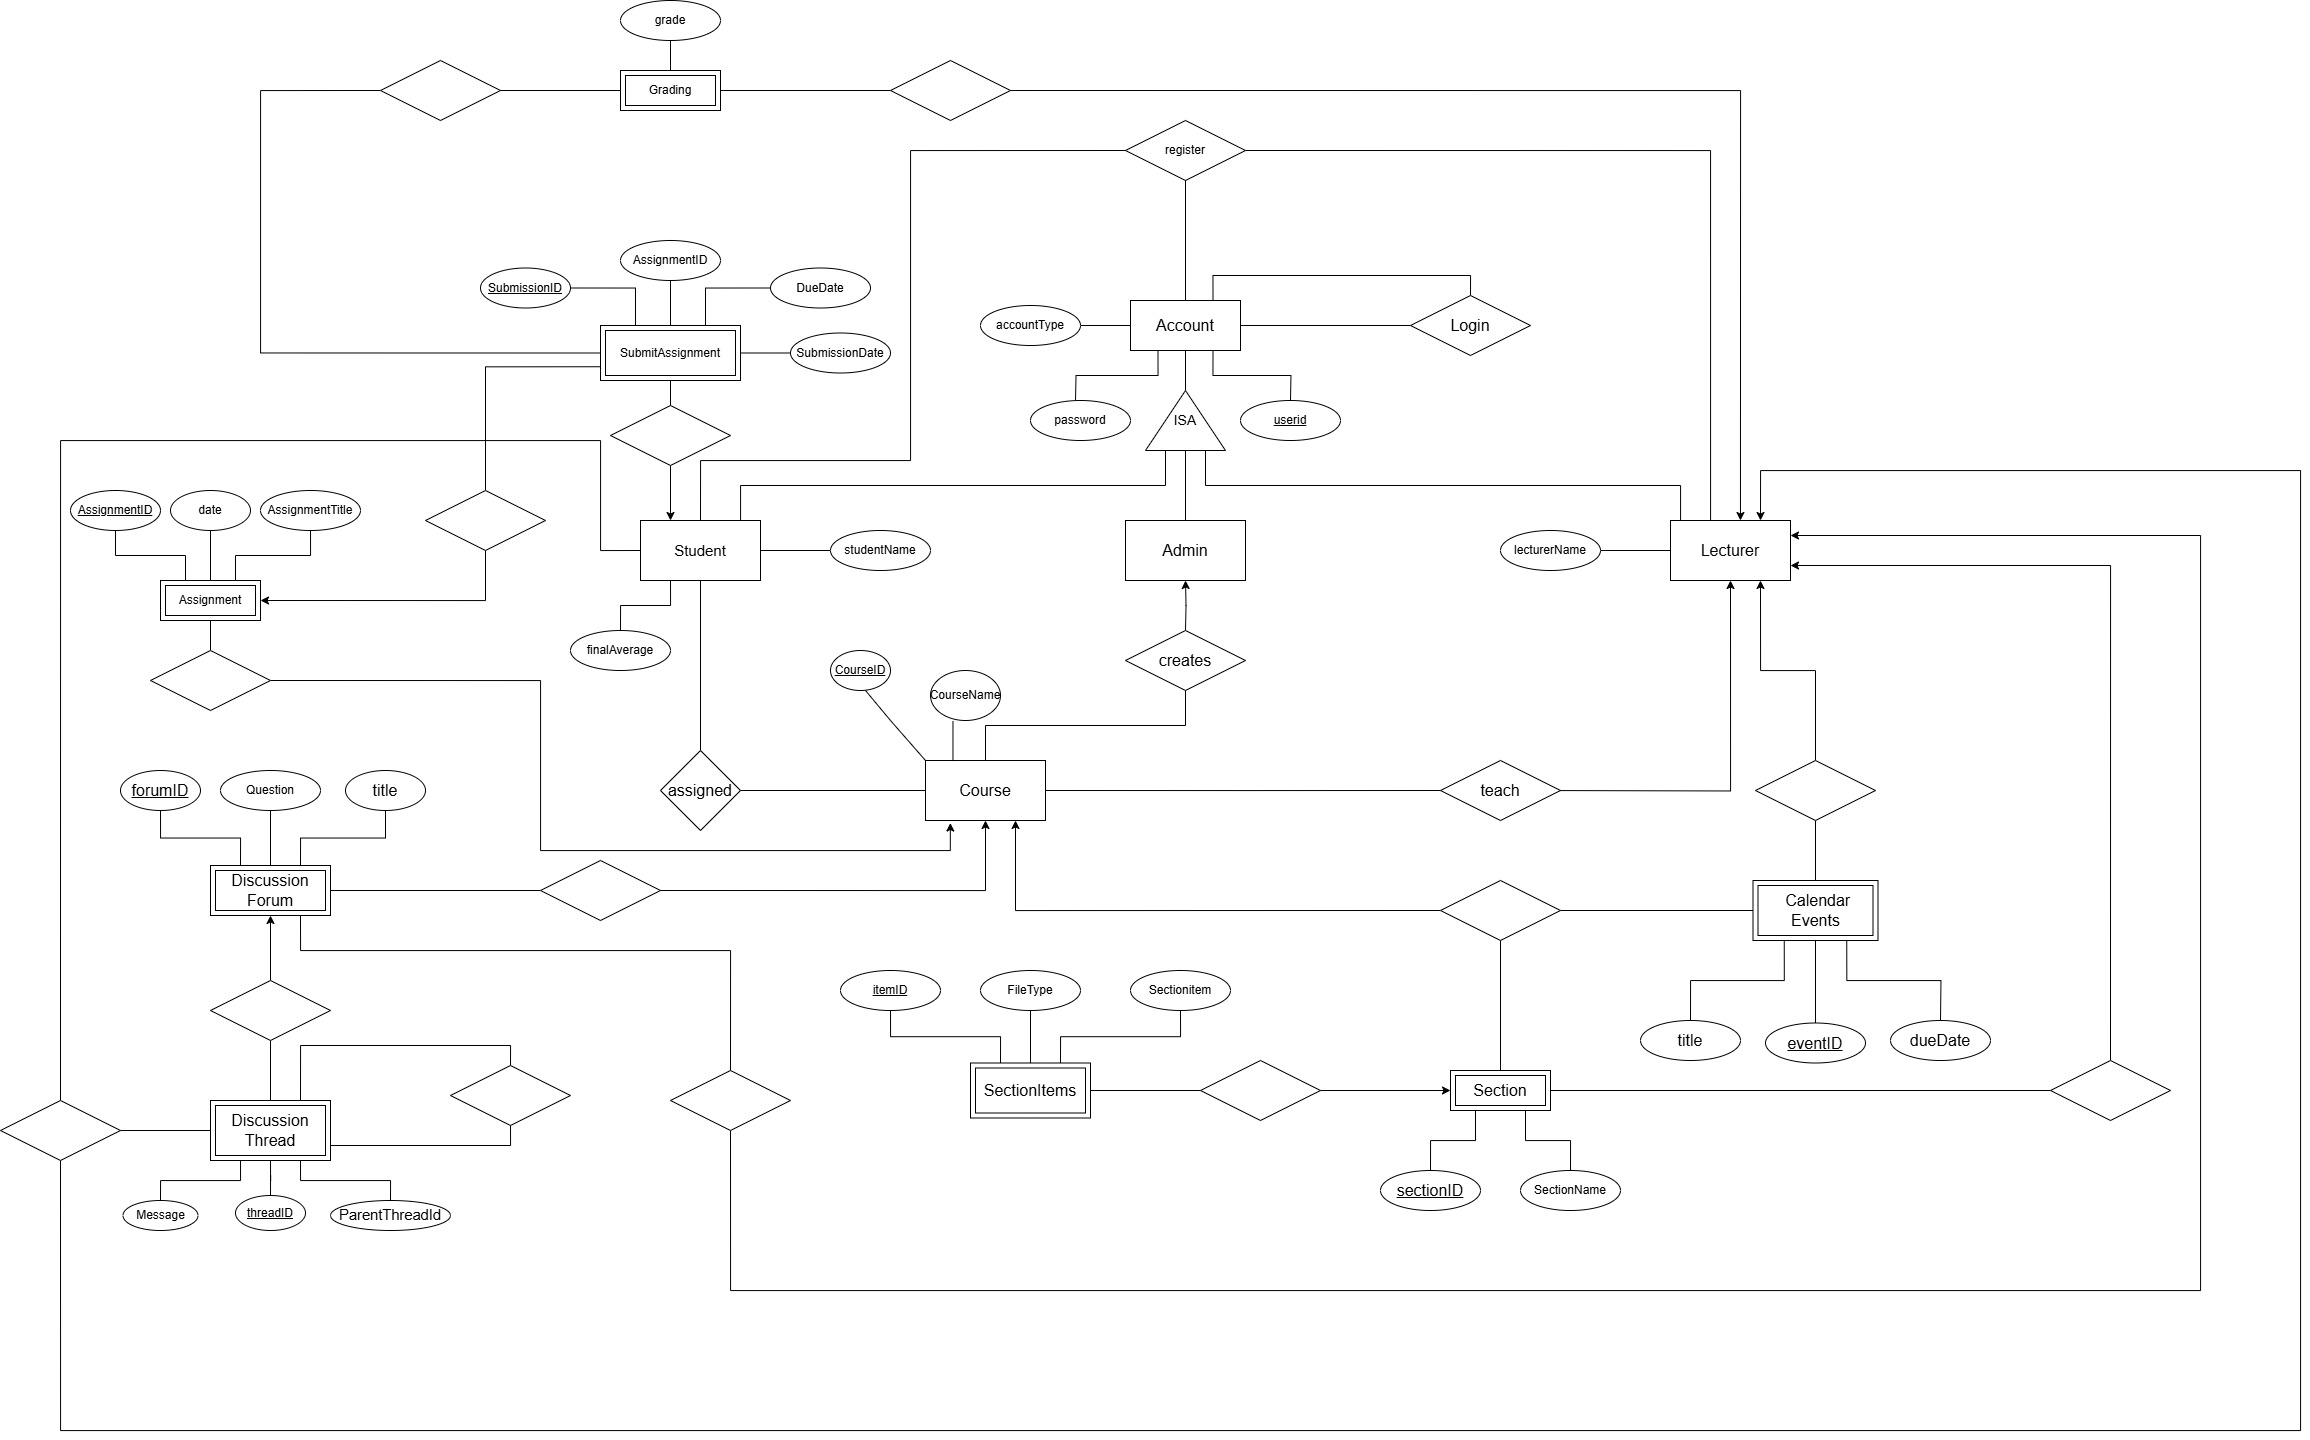 grade
Grading
register
AssignmentID
SubmissionID
DueDate
accountType
Account
Login
SubmitAssignment
SubmissionDate
password
ISA
userid
AssignmentID
date
AssignmentTitle
Student
studentName
Admin
lecturerName
Lecturer
Assignment
finalAverage
creates
CourseID
CourseName
forumID
Question
title
assigned
Course
teach
Discussion
Forum
Calendar
Events
itemID
FileType
Sectionitem
title
eventID
dueDate
SectionItems
Section
Discussion
Thread
sectionID
SectionName
Message
threadID
ParentThreadId